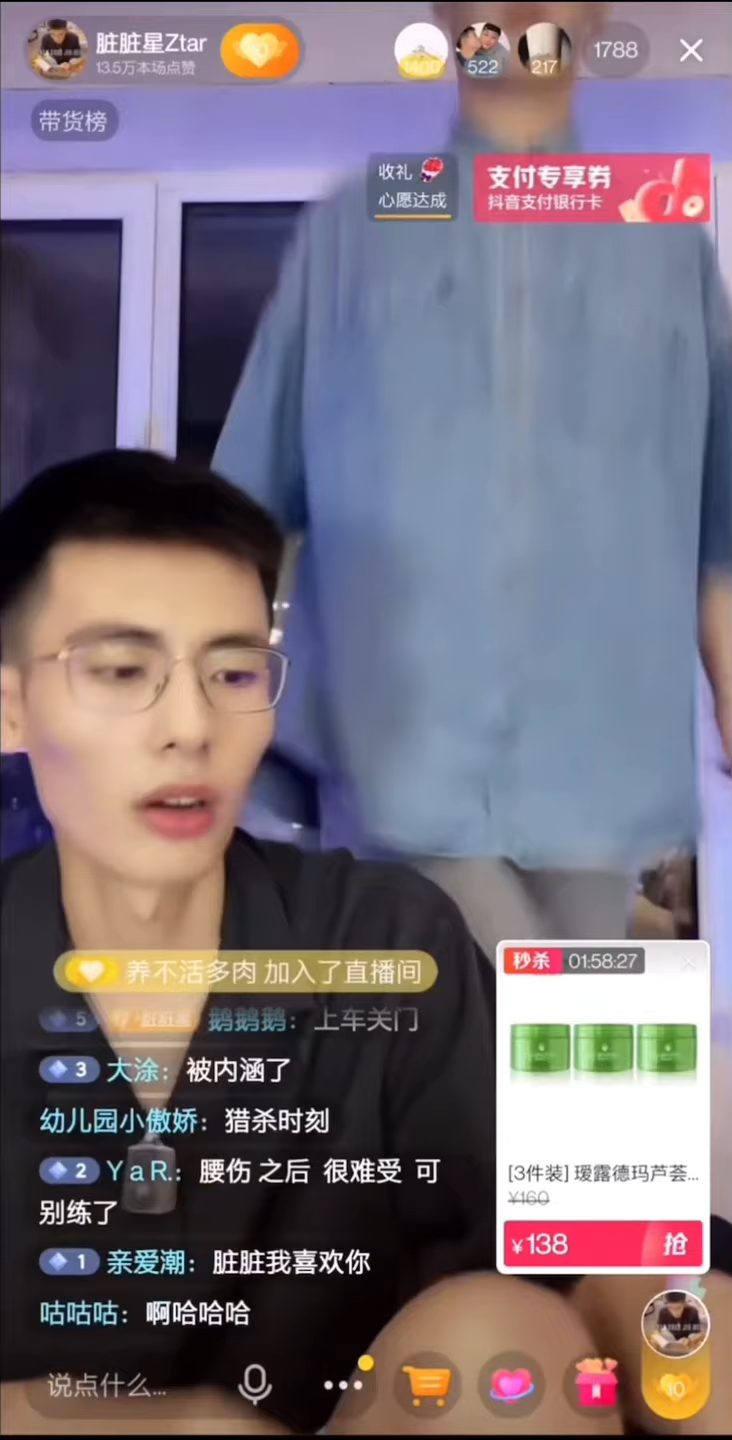 脏脏星Ztar
13.5万本场点赞
1400
522
217
1788
带货榜
收礼
心愿达成
支付专享券
抖音支付银行卡
养不活多肉 加入了直播间
5 脏脏星 鹅鹅鹅：上车关门
3 大涂：被内涵了
幼儿园小傲娇：猎杀时刻
2 YaR.：腰伤 之后 很难受 可
别练了
1 亲爱潮：脏脏我喜欢你
咕咕咕：啊哈哈哈
秒杀 01:58:27
[3件装] 瑷露德玛芦荟...
¥160
¥138 抢
说点什么...
10